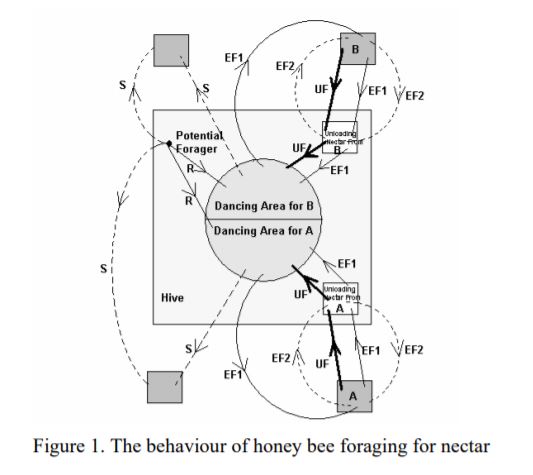 B
EF1
EF2
S
S
UF
EF1
EF2
Potential
Forager
Unloading
Nectar From
B
UF
R
EF1
R
Dancing Area for B
Dancing Area for A
EF1
S
Hive
UF
Unloading
Nectar From
A
S
EF1
EF2
UF
EF1
EF2
A
Figure 1. The behaviour of honey bee foraging for nectar